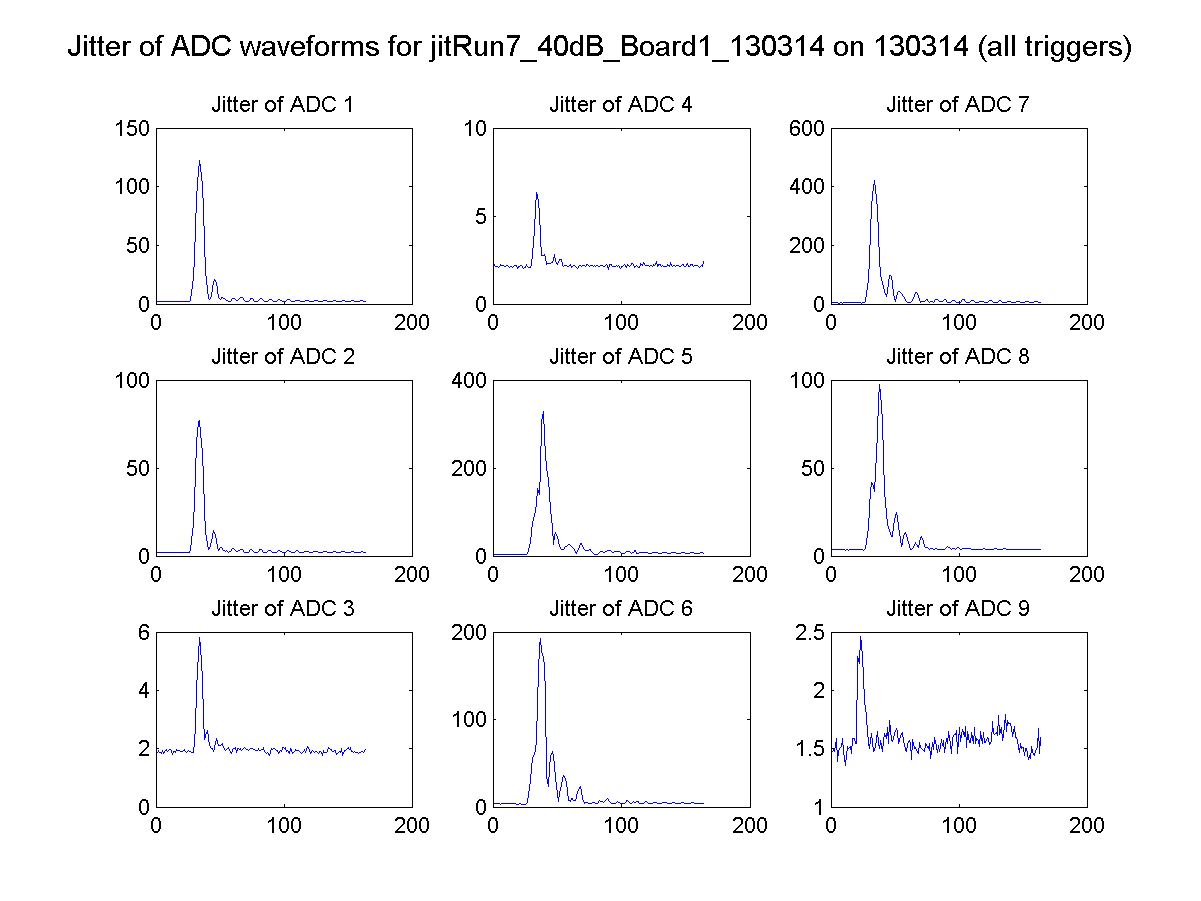 Jitter of ADC waveforms for jitRun7_40dB_Board1_130314 on 130314 (all triggers)
Jitter of ADC 1
150
100
50
0
0 100 200
Jitter of ADC 4
10
5
0
0 100 200
Jitter of ADC 7
600
400
200
0
0 100 200
Jitter of ADC 2
100
50
0
0 100 200
Jitter of ADC 5
400
200
0
0 100 200
Jitter of ADC 8
100
50
0
0 100 200
Jitter of ADC 3
6
4
2
0
0 100 200
Jitter of ADC 6
200
100
0
0 100 200
Jitter of ADC 9
2.5
2
1.5
1
0 100 200